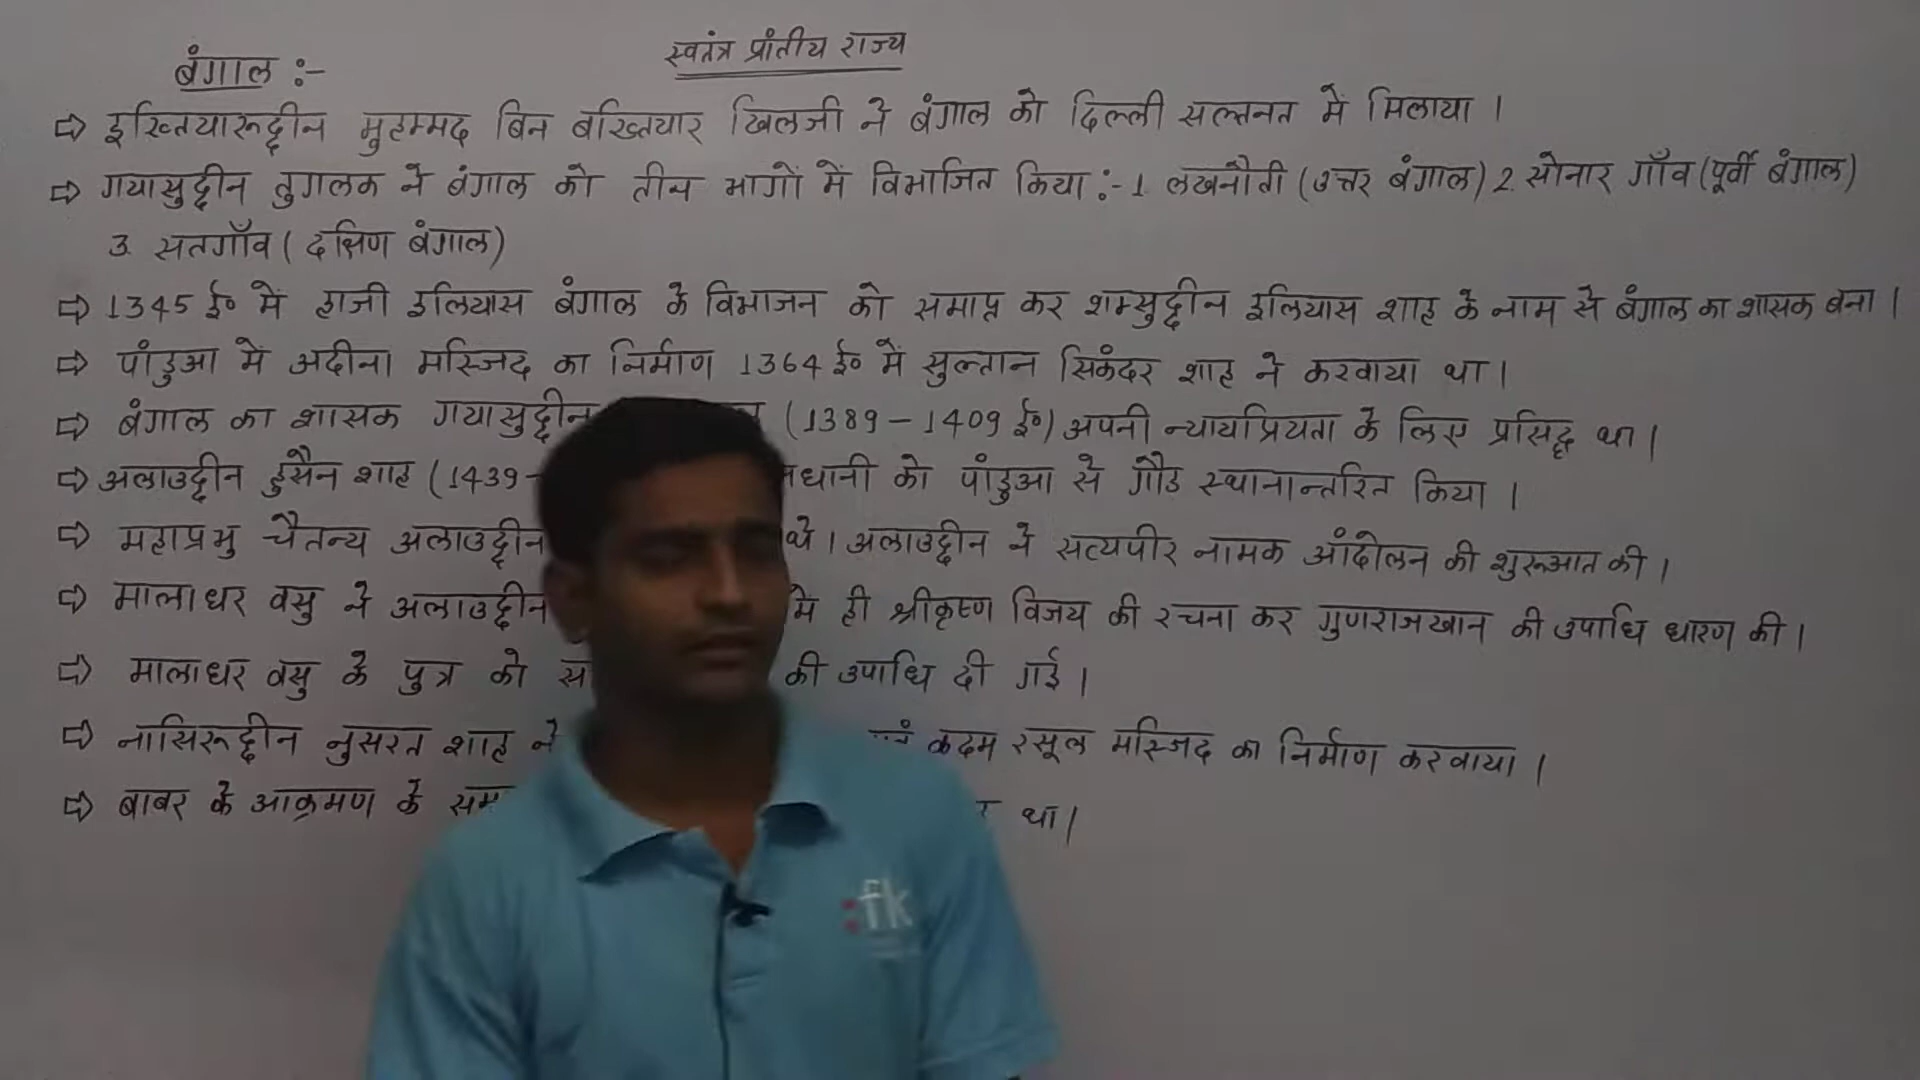 स्वतंत्र प्रांतीय राज्य
बंगाल :-
⇨ इख्तियारूद्दीन मुहम्मद बिन बख्तियार खिलजी ने बंगाल को दिल्ली सल्तनत में मिलाया ।
⇨ गयासुद्दीन तुगलक ने बंगाल को तीन भागों में विभाजित किया :- 1. लखनौती (उत्तर बंगाल) 2. सोनार गाँव (पूर्वी बंगाल)
3. सतगाँव ( दक्षिण बंगाल)
⇨ 1345 ई० में हाजी इलियास बंगाल के विभाजन को समाप्त कर शम्सुद्दीन इलियास शाह के नाम से बंगाल का शासक बना ।
⇨ पांडुआ में अदीना मस्जिद का निर्माण 1364 ई० में सुल्तान सिकंदर शाह ने करवाया था ।
⇨ बंगाल का शासक गयासुद्दीन (1389 - 1409 ई०) अपनी न्यायप्रियता के लिए प्रसिद्ध था ।
⇨ अलाउद्दीन हुसैन शाह (1439 - को पांडुआ से गौड स्थानान्तरित किया ।
⇨ महाप्रभु चैतन्य अलाउद्दीन थे । अलाउद्दीन ने सत्यपीर नामक आंदोलन की शुरूआत की ।
⇨ मालाधर वसु ने अलाउद्दीन में ही श्रीकृष्ण विजय की रचना कर गुणराजखान की उपाधि धारण की ।
⇨ मालाधर वसु के पुत्र को की उपाधि दी गई ।
⇨ नासिरूद्दीन नुसरत शाह ने कदम रसूल मस्जिद का निर्माण करवाया ।
⇨ बाबर के आक्रमण के था ।
:fk